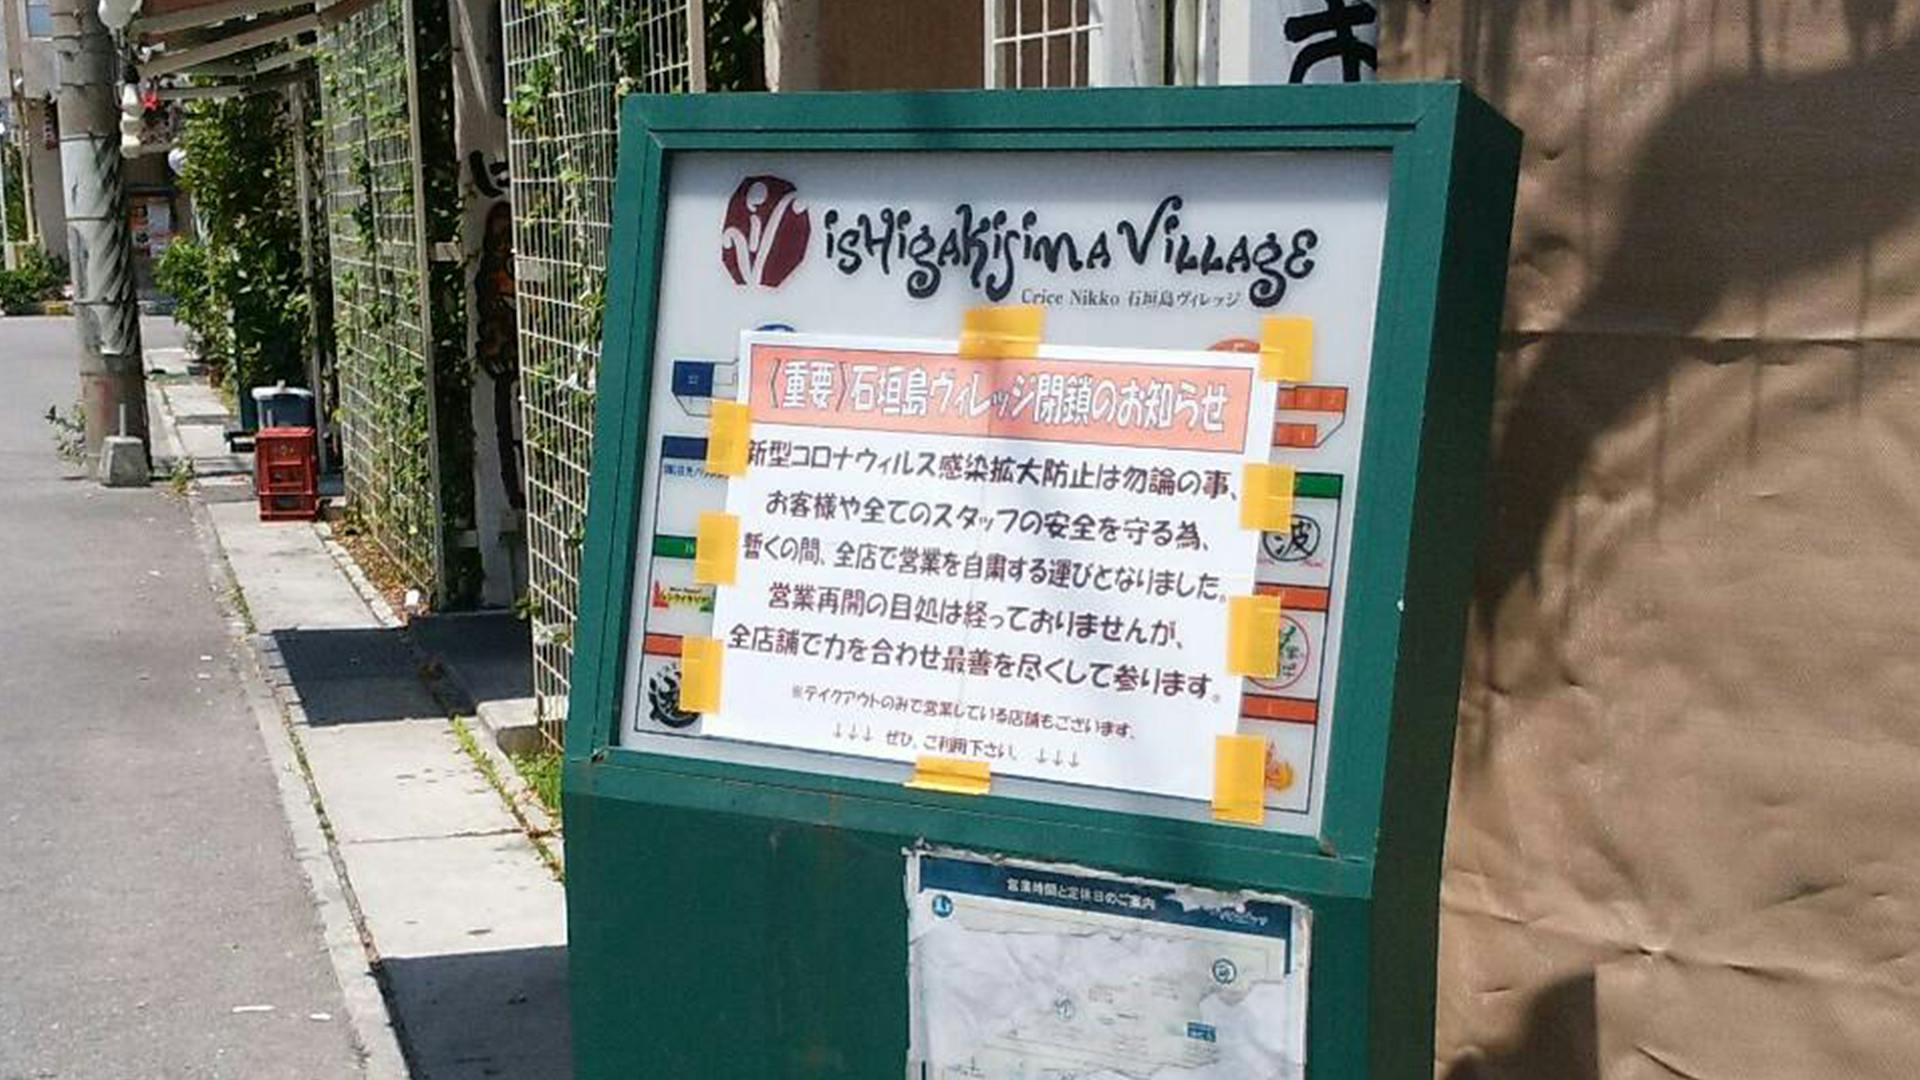 ISHIGAKIJIMA VILLAGE
Crice Nikko 石垣島ヴィレッジ
〈重要〉石垣島ヴィレッジ閉鎖のお知らせ
新型コロナウィルス感染拡大防止は勿論の事、
お客様や全てのスタッフの安全を守る為、
暫くの間、全店で営業を自粛する運びとなりました。
営業再開の目処は経っておりませんが、
全店舗で力を合わせ最善を尽くして参ります。
※テイクアウトのみで営業している店舗もございます。
↓↓↓ ぜひ、ご利用下さい。 ↓↓↓
波
営業時間と定休日のご案内